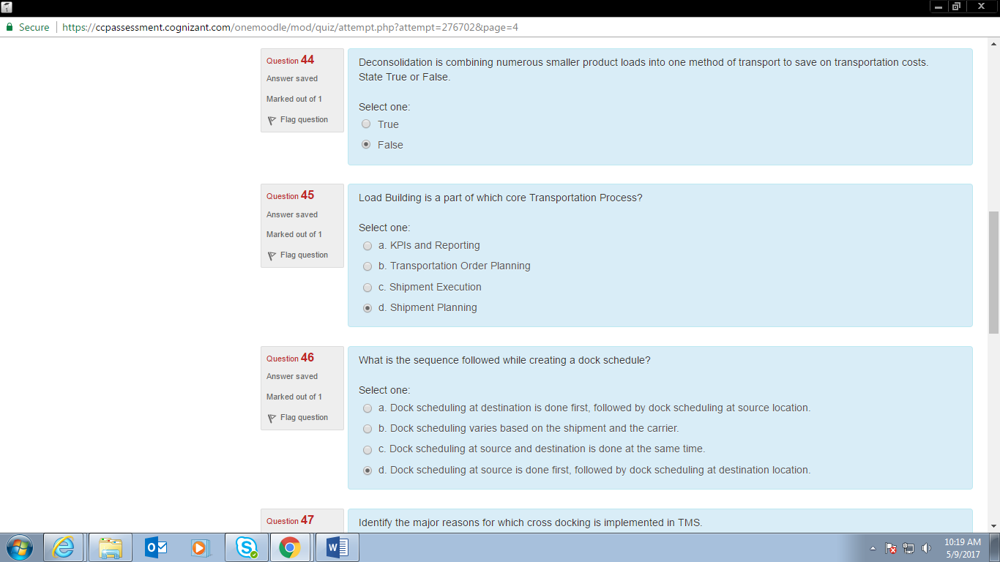 Secure https://ccpassessment.cognizant.com/onemoodle/mod/quiz/attempt.php?attempt=276702&page=4
Question 44
Answer saved
Marked out of 1
Flag question
Deconsolidation is combining numerous smaller product loads into one method of transport to save on transportation costs.
State True or False.
Select one:
True
False
Question 45
Answer saved
Marked out of 1
Flag question
Load Building is a part of which core Transportation Process?
Select one:
a. KPIs and Reporting
b. Transportation Order Planning
c. Shipment Execution
d. Shipment Planning
Question 46
Answer saved
Marked out of 1
Flag question
What is the sequence followed while creating a dock schedule?
Select one:
a. Dock scheduling at destination is done first, followed by dock scheduling at source location.
b. Dock scheduling varies based on the shipment and the carrier.
c. Dock scheduling at source and destination is done at the same time.
d. Dock scheduling at source is done first, followed by dock scheduling at destination location.
Question 47
Identify the major reasons for which cross docking is implemented in TMS.
10:19 AM
5/9/2017